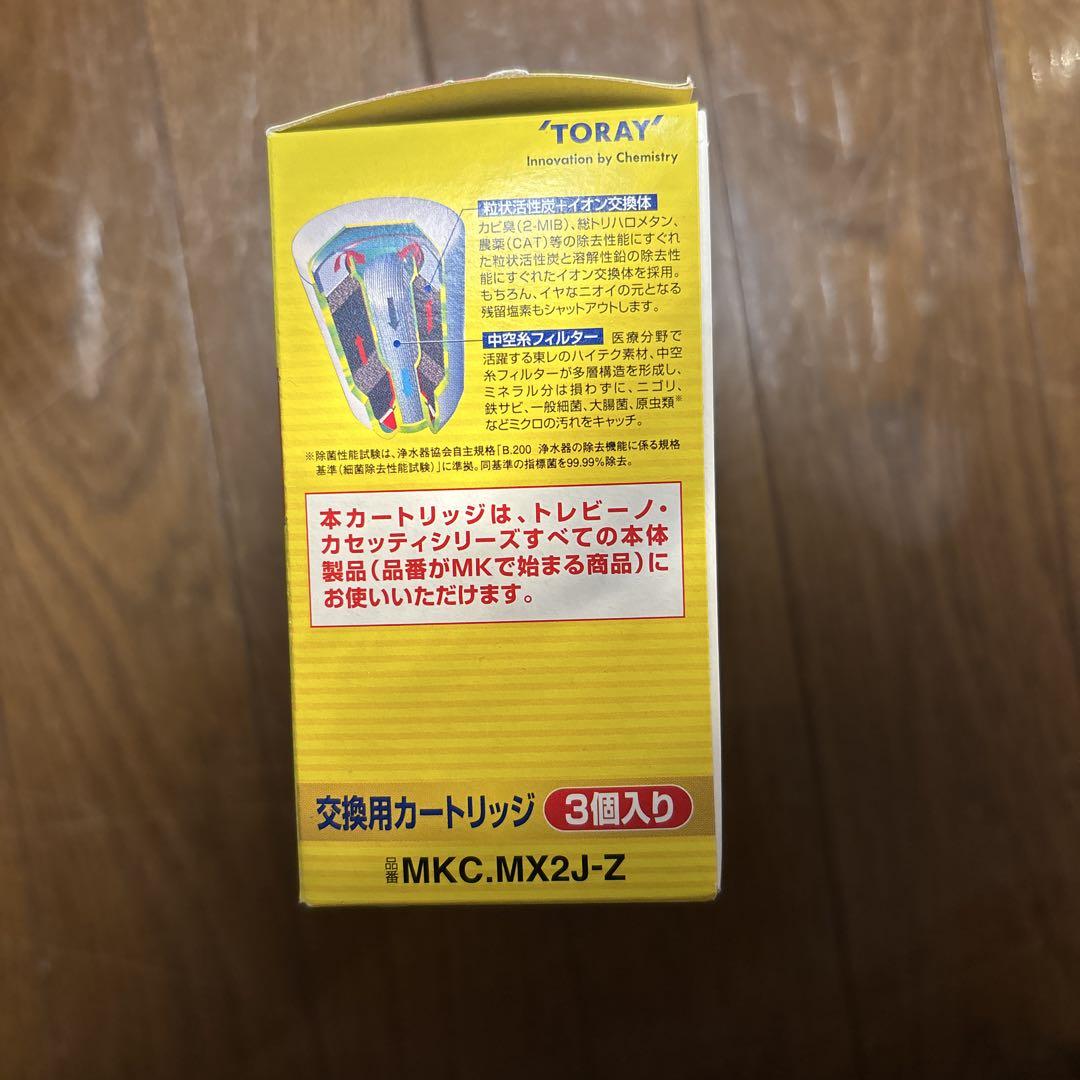 'TORAY'
Innovation by Chemistry
粒状活性炭+イオン交換体
カビ臭(2-MIB)、総トリハロメタン、
農薬(CAT)等の除去性能にすぐれ
た粒状活性炭と溶解性鉛の除去性
能にすぐれたイオン交換体を採用。
もちろん、イヤなニオイの元となる
残留塩素もシャットアウトします。
中空糸フィルター 医療分野で
活躍する東レのハイテク素材、中空
糸フィルターが多層構造を形成し、
ミネラル分は損わずに、ニゴリ、
鉄サビ、一般細菌、大腸菌、原虫類※
などミクロの汚れをキャッチ。
※除菌性能試験は、浄水器協会自主規格「B.200 浄水器の除去機能に係る規格
基準(細菌除去性能試験)」に準拠。同基準の指標菌を99.99%除去。
本カートリッジは、トレビーノ・
カセッティシリーズすべての本体
製品(品番がMKで始まる商品)に
お使いいただけます。
交換用カートリッジ 3個入り
品番 MKC.MX2J-Z